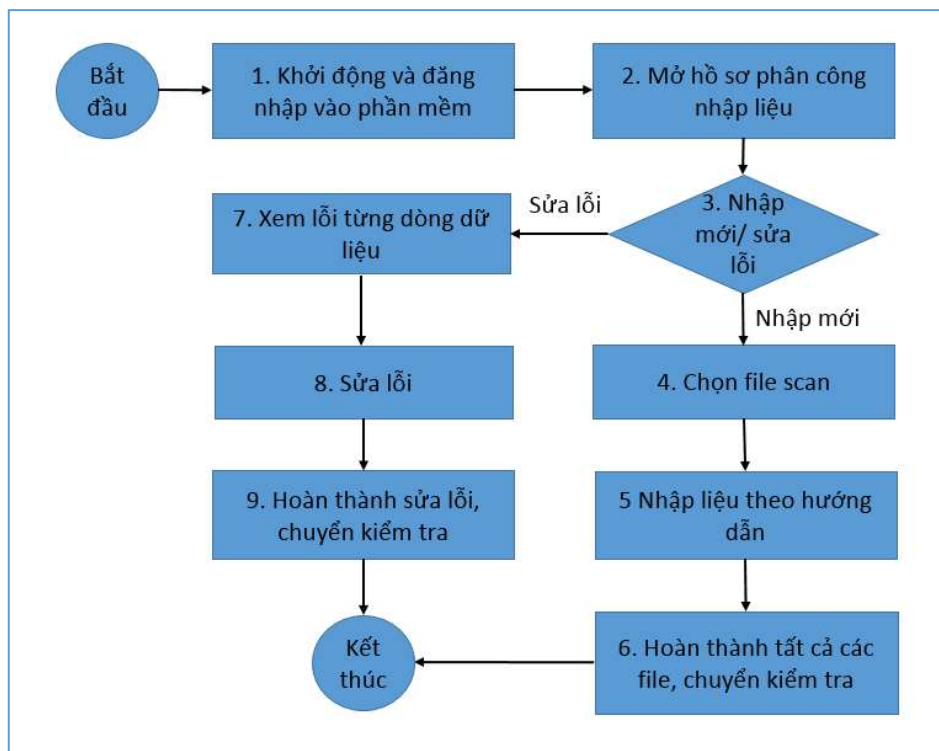 Bắt
đầu
1. Khởi động và đăng
nhập vào phần mềm
2. Mở hồ sơ phân công
nhập liệu
3. Nhập
mới/ sửa
lỗi
Sửa lỗi
7. Xem lỗi từng dòng dữ
liệu
Nhập mới
8. Sửa lỗi
4. Chọn file scan
9. Hoàn thành sửa lỗi,
chuyển kiểm tra
5 Nhập liệu theo hướng
dẫn
Kết
thúc
6. Hoàn thành tất cả các
file, chuyển kiểm tra